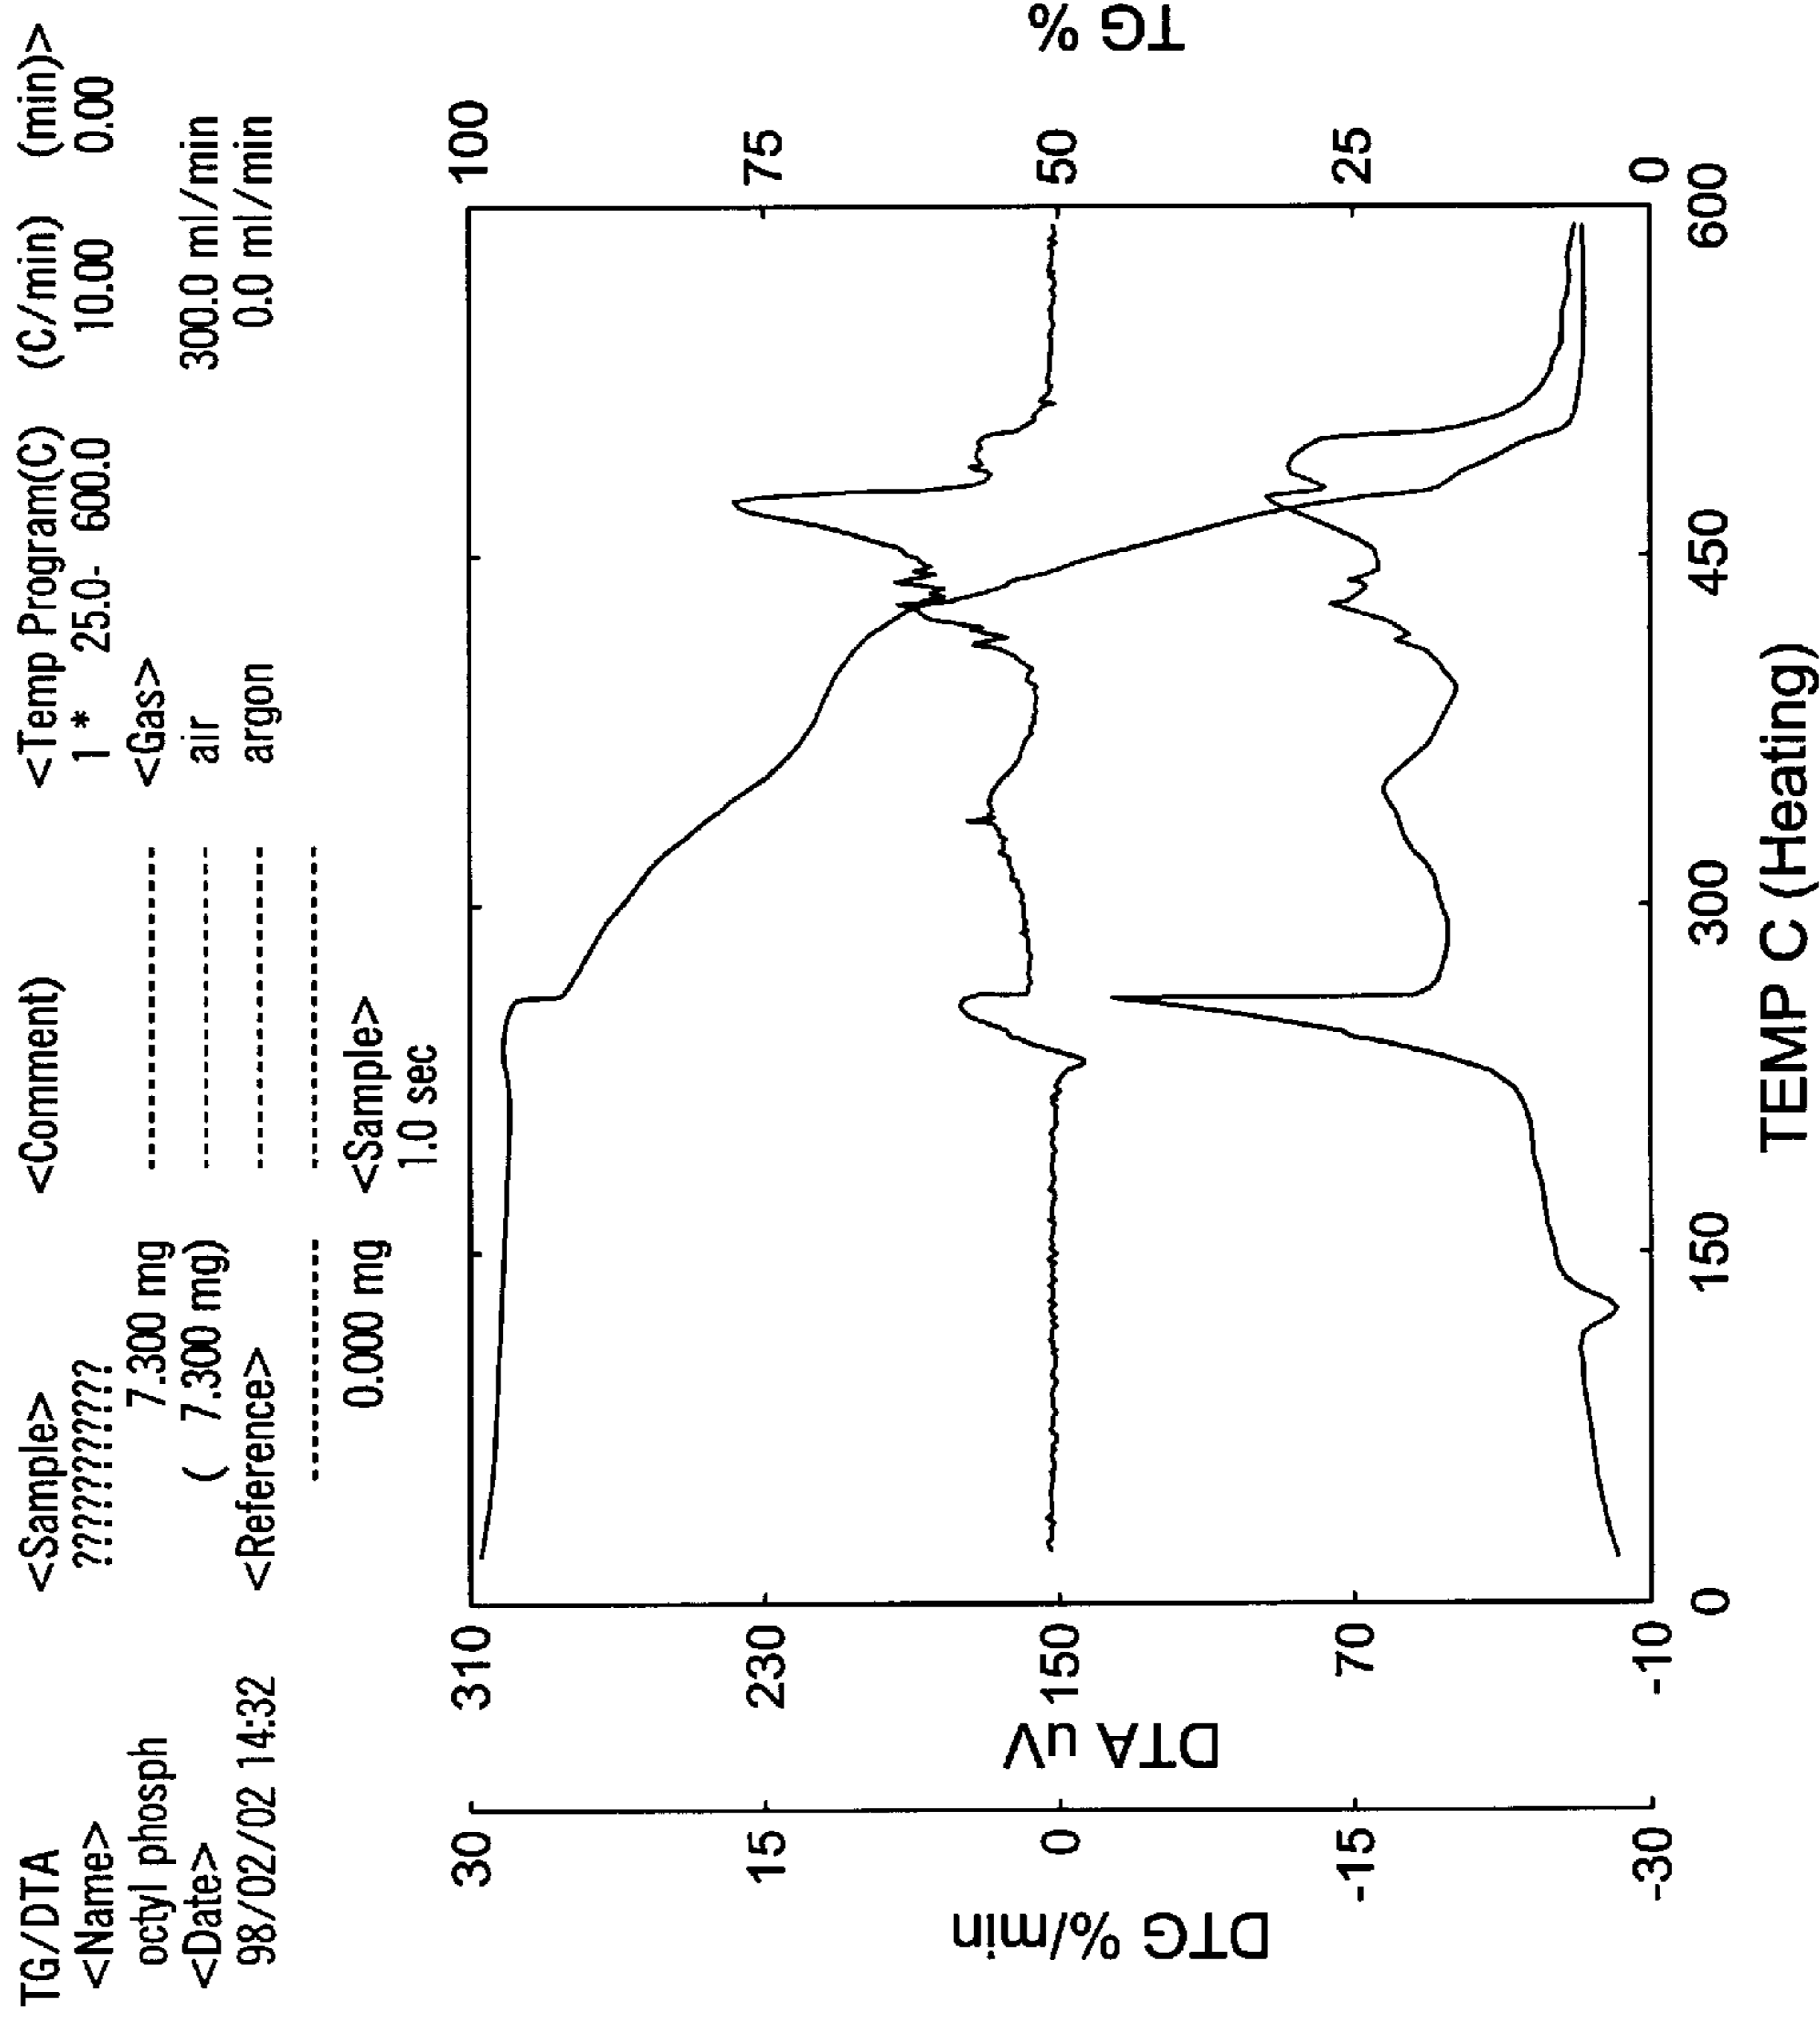 TG/DTA <Sample> <Comment> <Temp Program(C) (C/min) (min)>
<Name> ??????????? 1 * 25.0- 600.0 10.00 0.00
octyl phosph 7.300 mg ---------------- <Gas>
<Date> ( 7.300 mg) ---------------- air 300.0 ml/min
98/02/02 14:32 <Reference> ---------------- argon 0.0 ml/min
------------ ----------------
0.000 mg <Sample>
1.0 sec
30 310 100
15 230 75
0 150 50
-15 70 25
-30 -10 0
DTG %/min
DTA uV
TG %
0 150 300 450 600
TEMP C (Heating)